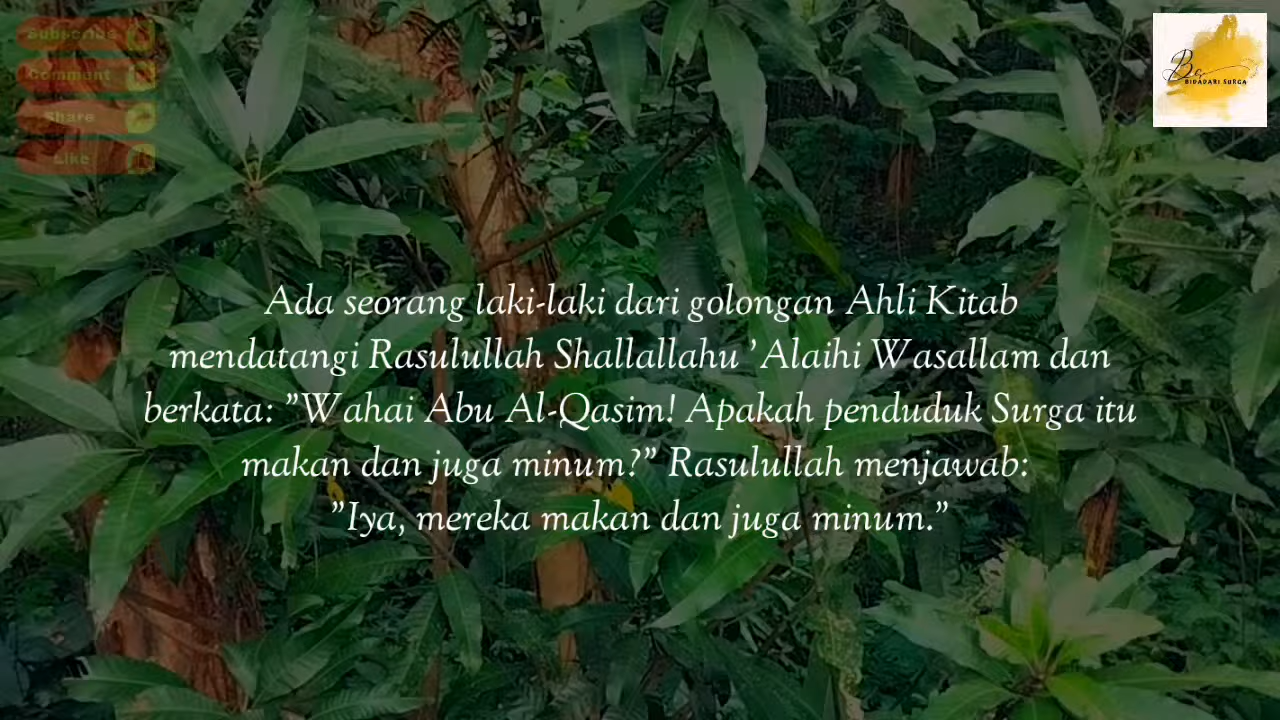 Subscribe
Comment
Share
Like
BIDADARI SURGA
Ada seorang laki-laki dari golongan Ahli Kitab
mendatangi Rasulullah Shallallahu 'Alaihi Wasallam dan
berkata: "Wahai Abu Al-Qasim! Apakah penduduk Surga itu
makan dan juga minum?" Rasulullah menjawab:
"Iya, mereka makan dan juga minum."